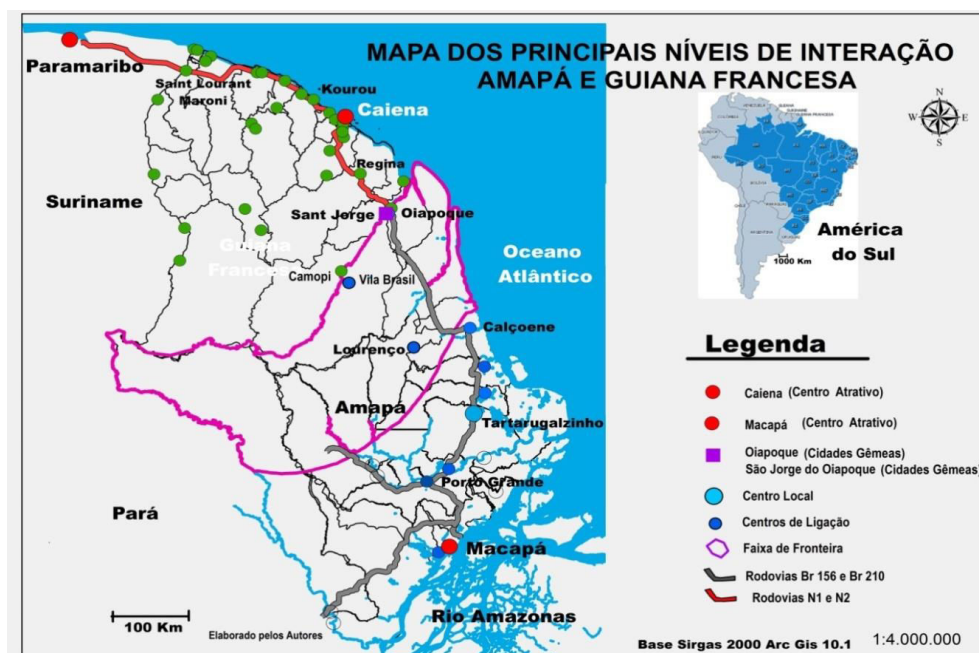 MAPA DOS PRINCIPAIS NÍVEIS DE INTERAÇÃO
AMAPÁ E GUIANA FRANCESA
Paramaribo
Saint Lourant
Maroni
Kourou
Caiena
Regina
Suriname
Sant Jorge
Oiapoque
Guiana
Frances
Camopi
Vila Brasil
Oceano
Atlântico
Calçoene
Lourenço
Amapá
Tartarugalzinho
Porto Grande
Pará
Macapá
Rio Amazonas
100 Km
Elaborado pelos Autores
N
W
E
S
América
do Sul
1000 Km
Legenda
Caiena (Centro Atrativo)
Macapá (Centro Atrativo)
Oiapoque (Cidades Gêmeas)
São Jorge do Oiapoque (Cidades Gêmeas)
Centro Local
Centros de Ligação
Faixa de Fronteira
Rodovias Br 156 e Br 210
Rodovias N1 e N2
Base Sirgas 2000 Arc Gis 10.1
1:4.000.000